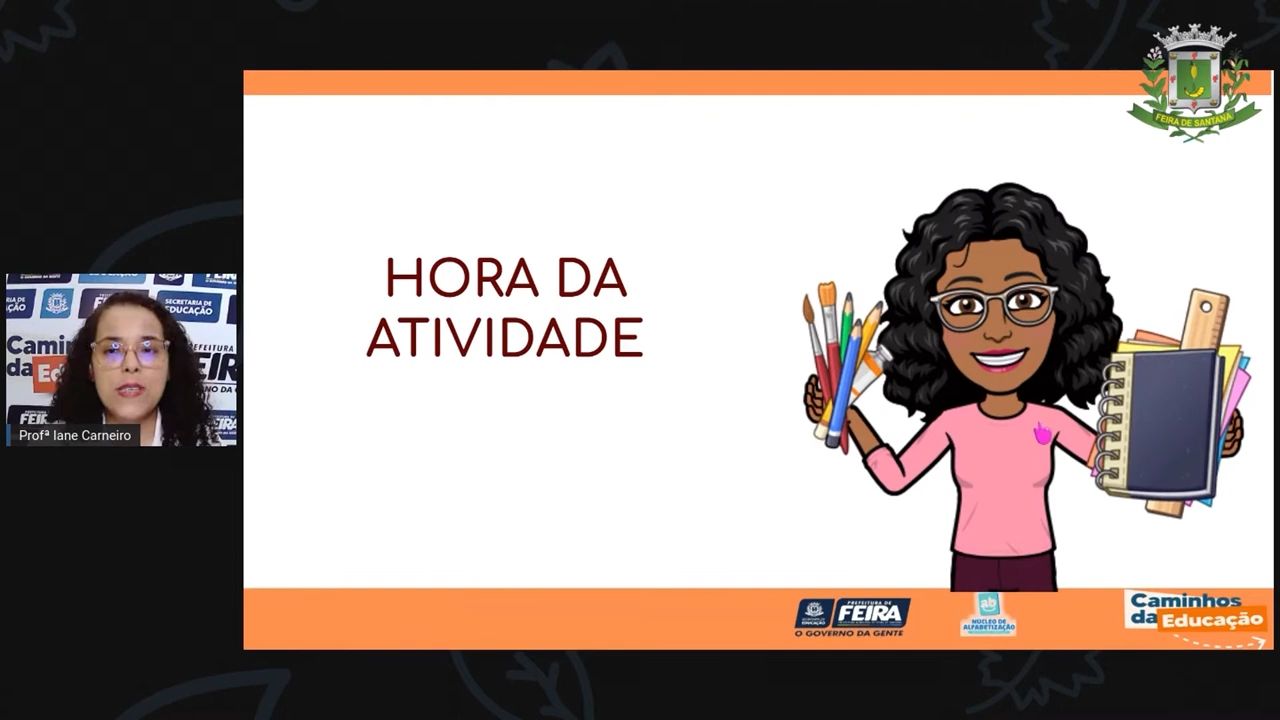 FEIRA DE SANTANA
HORA DA
ATIVIDADE
SECRETARIA DE
EDUCAÇÃO
Profª Iane Carneiro
PREFEITURA DE
FEIRA
O GOVERNO DA GENTE
NÚCLEO DE
ALFABETIZAÇÃO
Caminhos
da Educação